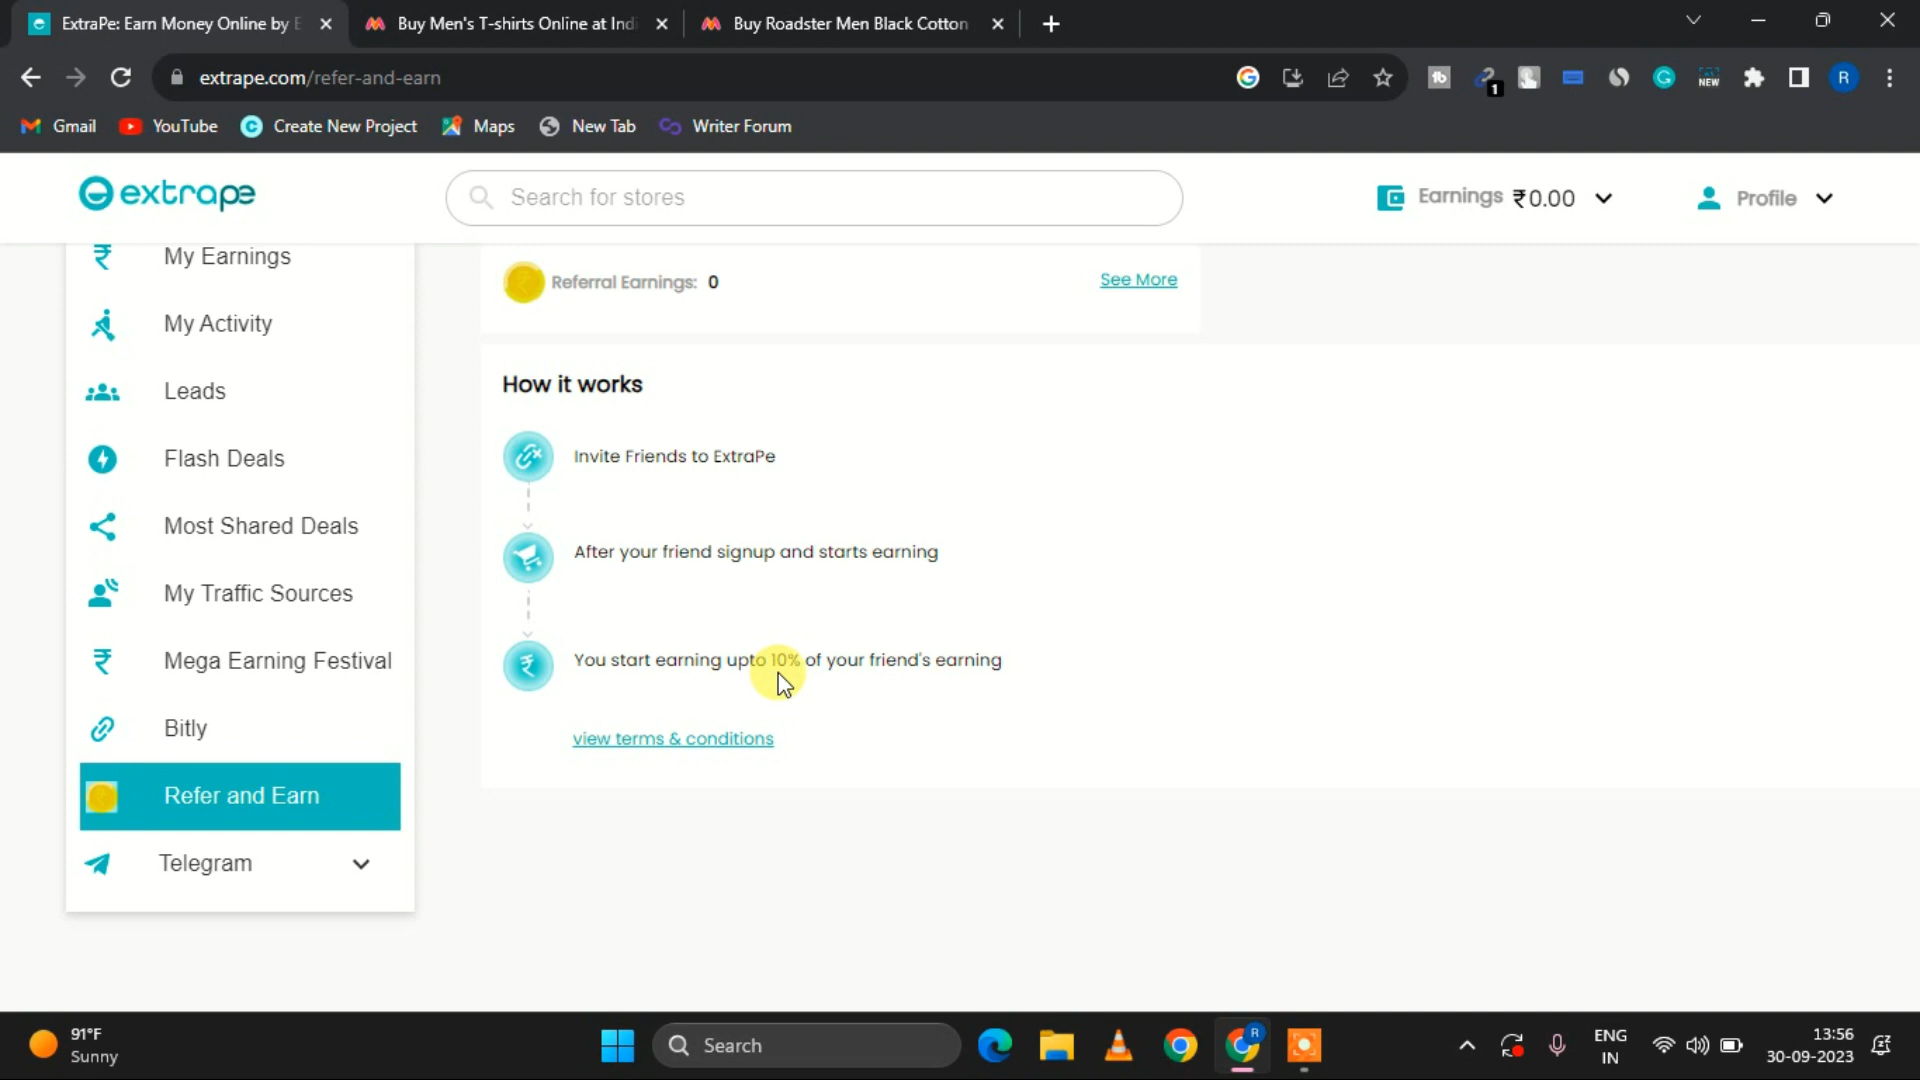 ExtraPe: Earn Money Online by E
Buy Men's T-shirts Online at Indi
Buy Roadster Men Black Cotton
extrape.com/refer-and-earn
1
NEW
R
Gmail
YouTube
Create New Project
Maps
New Tab
Writer Forum
extrape
Search for stores
Earnings ₹0.00
Profile
My Earnings
My Activity
Leads
Flash Deals
Most Shared Deals
My Traffic Sources
Mega Earning Festival
Bitly
Refer and Earn
Telegram
Referral Earnings: 0
See More
How it works
Invite Friends to ExtraPe
After your friend signup and starts earning
You start earning upto 10% of your friend's earning
view terms & conditions
91°F
Sunny
Search
R
ENG
IN
13:56
30-09-2023